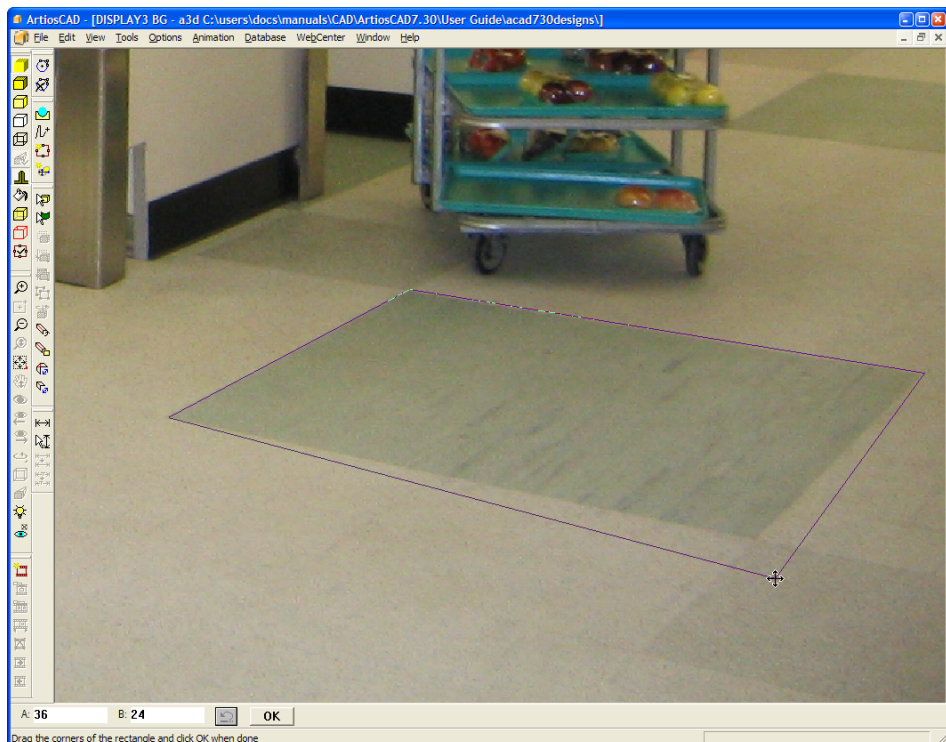 ArtiosCAD - [DISPLAY3 BG - a3d C:\users\docs\manuals\CAD\ArtiosCAD7.30\User Guide\acad730designs\]
File Edit View Tools Options Animation Database WebCenter Window Help
A: 36 B: 24 OK
Drag the corners of the rectangle and click OK when done